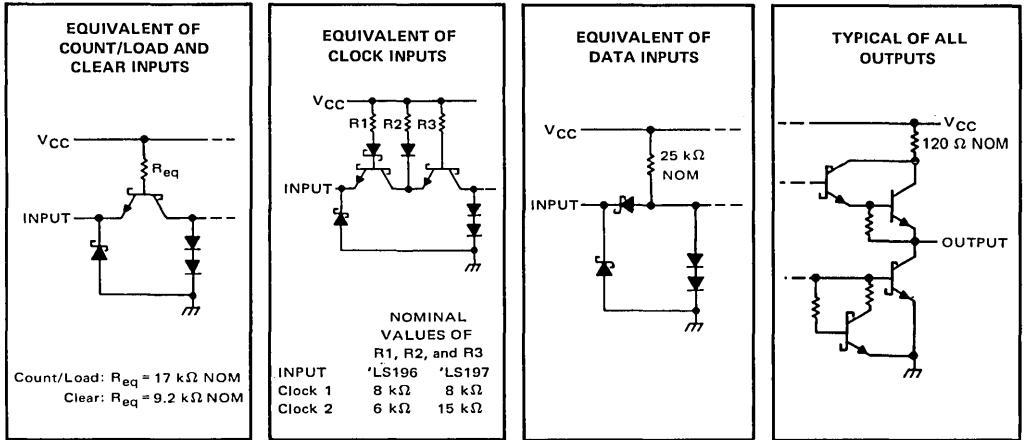 EQUIVALENT OF
COUNT/LOAD AND
CLEAR INPUTS
VCC
Req
INPUT
Count/Load: Req = 17 kΩ NOM
Clear: Req = 9.2 kΩ NOM
EQUIVALENT OF
CLOCK INPUTS
VCC
R1 R2 R3
INPUT
NOMINAL
VALUES OF
R1, R2, and R3
INPUT 'LS196 'LS197
Clock 1 8 kΩ 8 kΩ
Clock 2 6 kΩ 15 kΩ
EQUIVALENT OF
DATA INPUTS
VCC
25 kΩ
NOM
INPUT
TYPICAL OF ALL
OUTPUTS
VCC
120 Ω NOM
OUTPUT